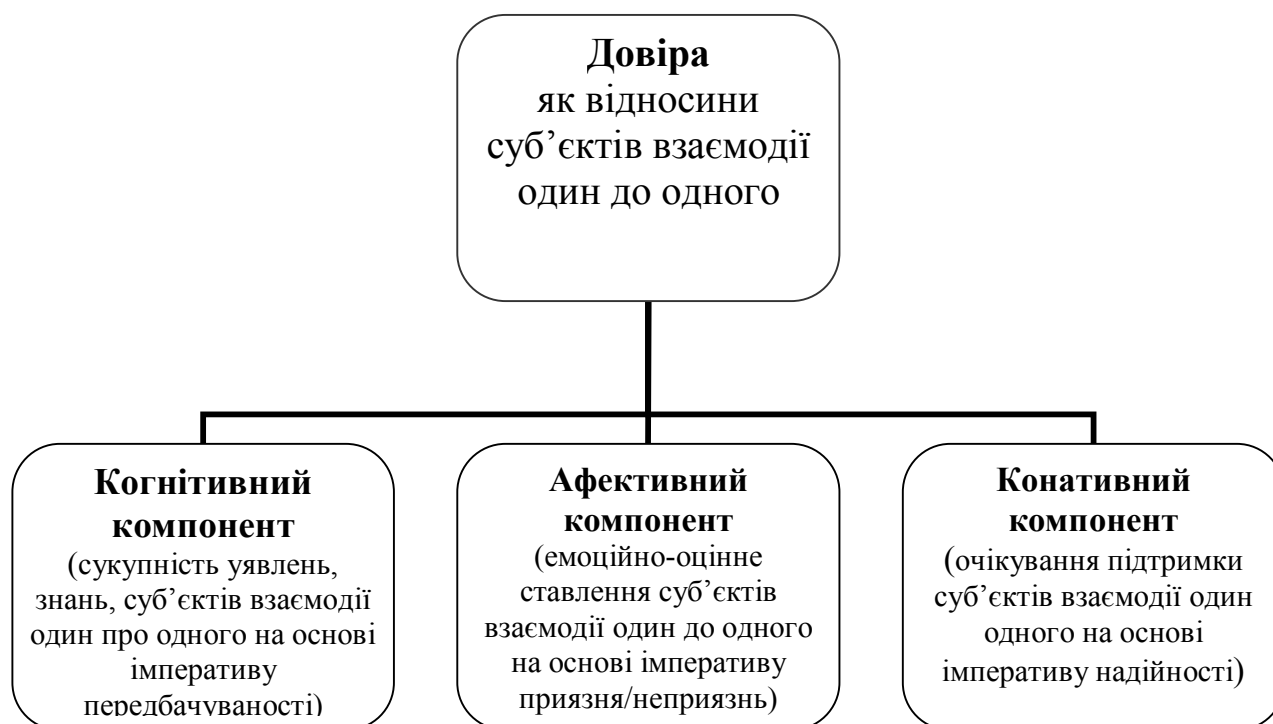 Довіра
як відносини
суб’єктів взаємодії
один до одного
Когнітивний
компонент
(сукупність уявлень,
знань, суб’єктів взаємодії
один про одного на основі
імперативу
передбачуваності)
Афективний
компонент
(емоційно-оцінне
ставлення суб’єктів
взаємодії один до одного
на основі імперативу
приязня/неприязнь)
Конативний
компонент
(очікування підтримки
суб’єктів взаємодії один
одного на основі
імперативу надійності)